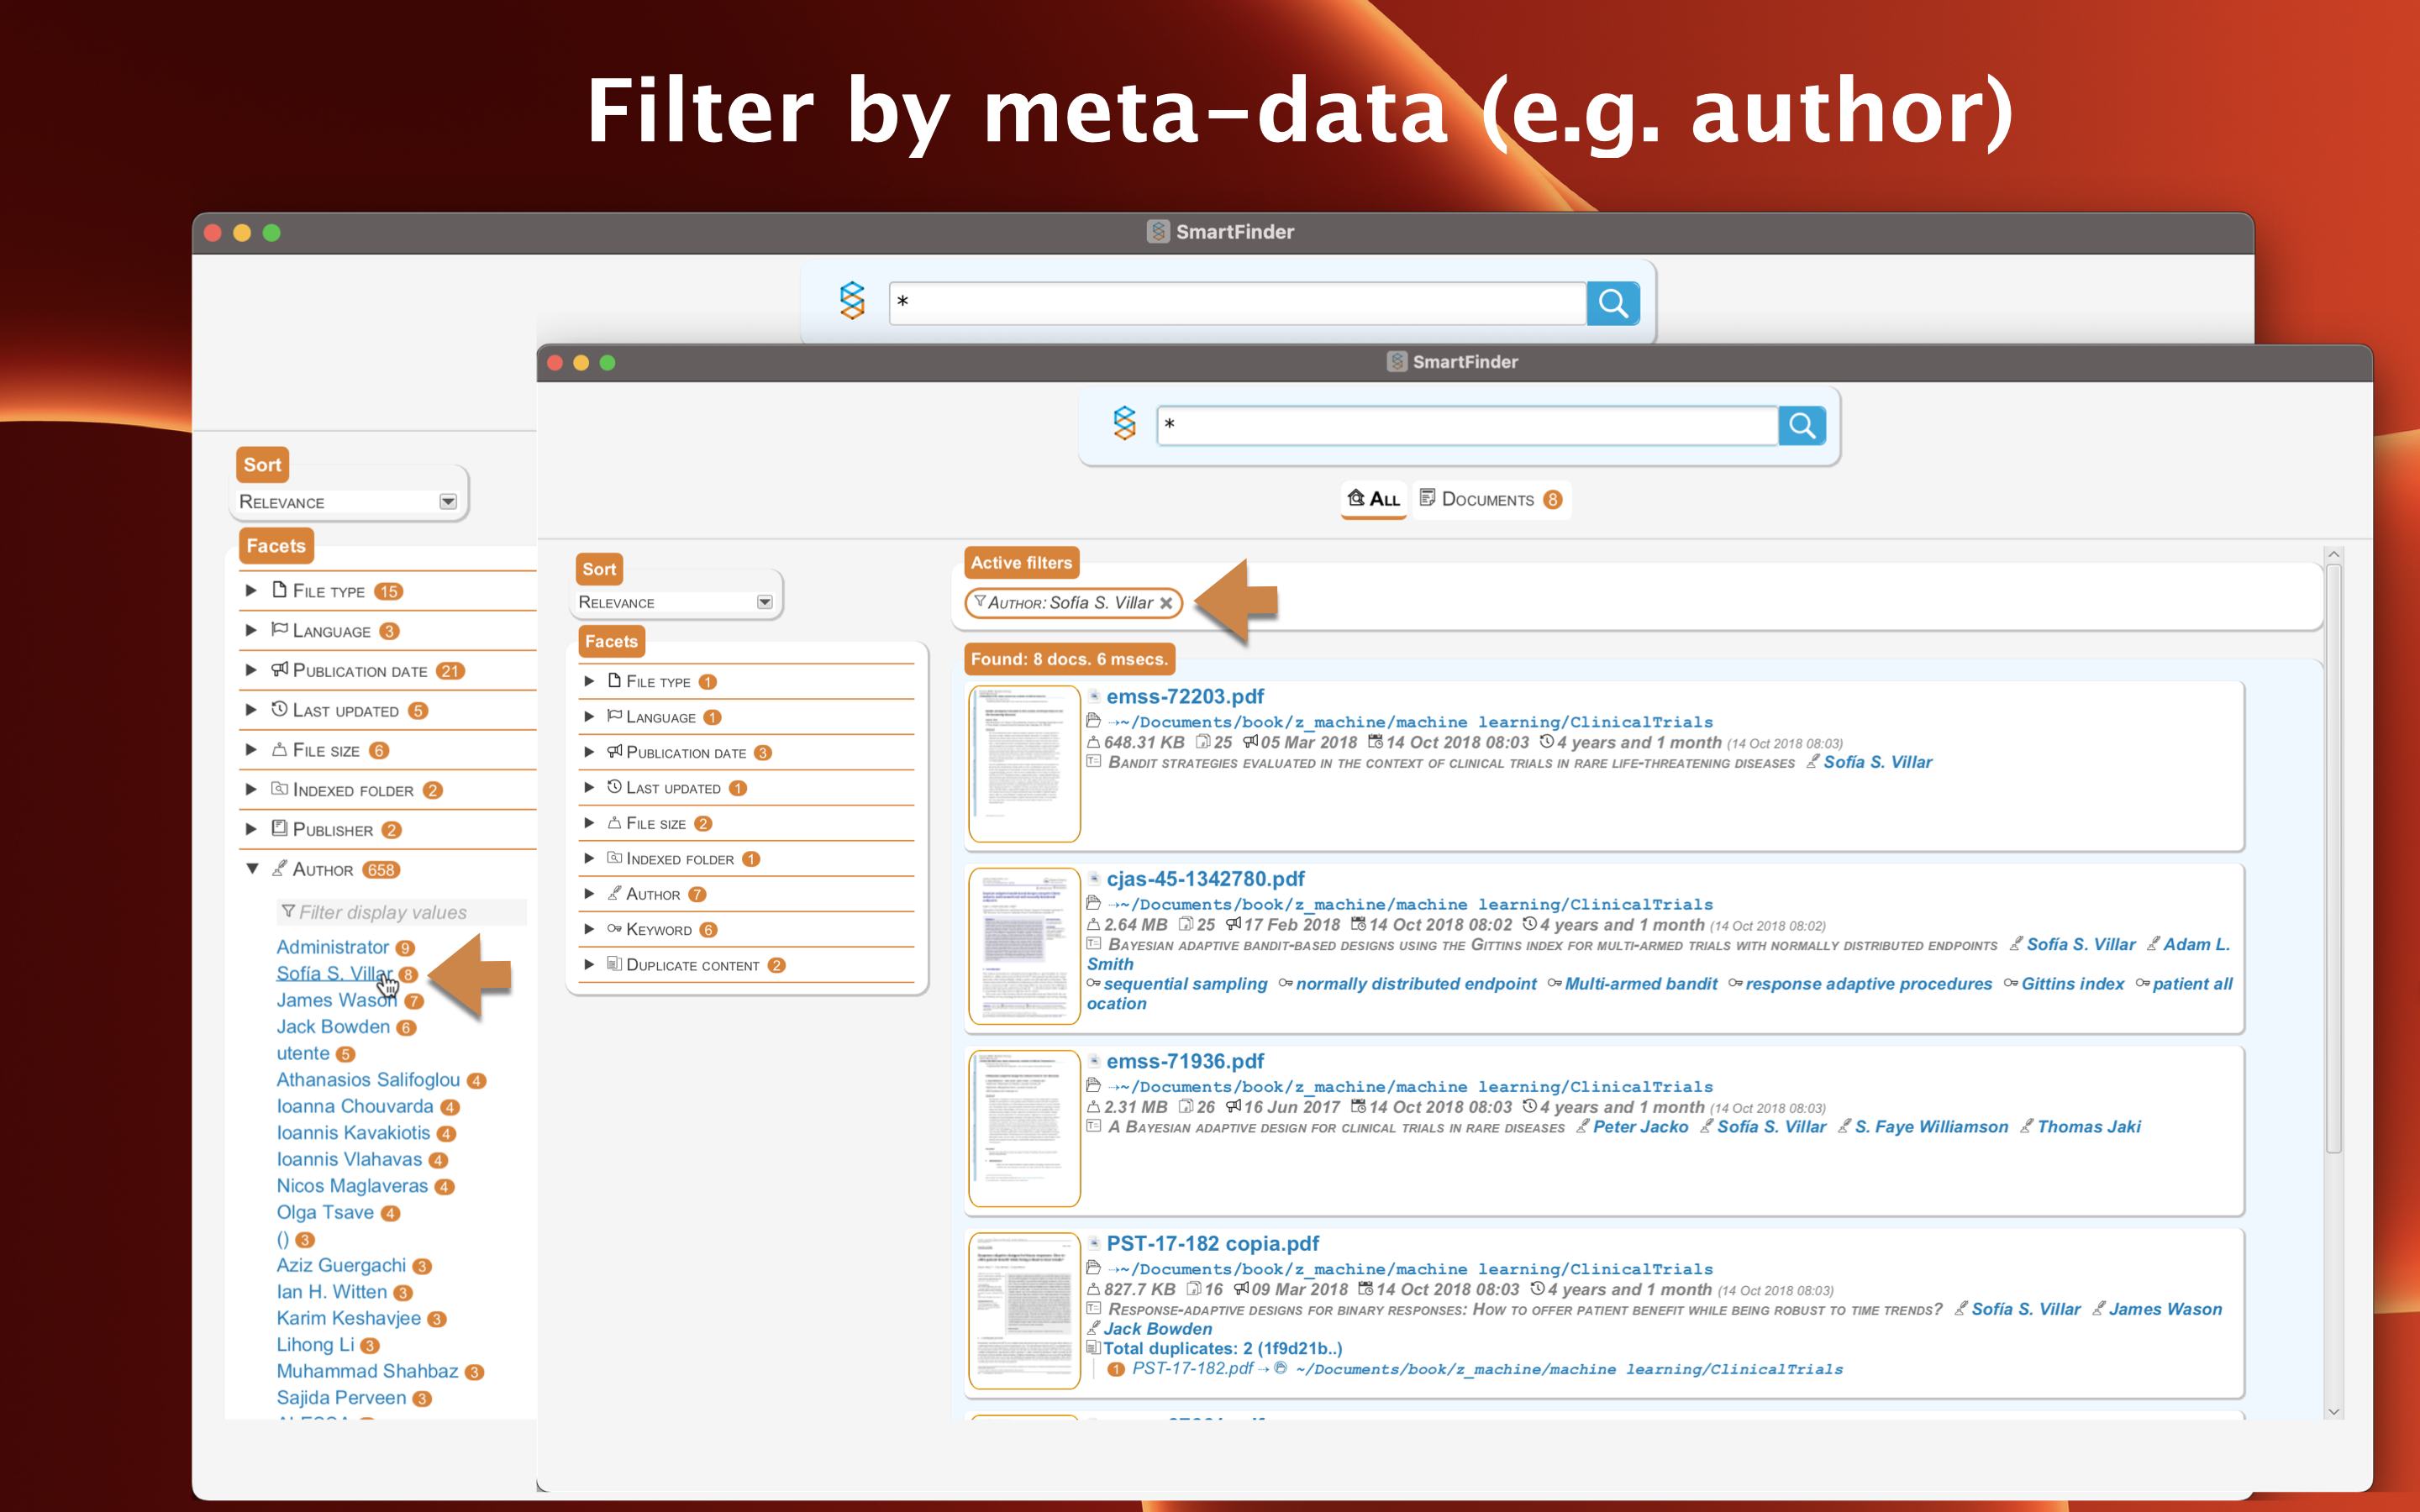 Filter by meta-data (e.g. author)
SmartFinder
*
Sort
RELEVANCE
Facets
FILE TYPE 15
LANGUAGE 3
PUBLICATION DATE 21
LAST UPDATED 5
FILE SIZE 6
INDEXED FOLDER 2
PUBLISHER 2
AUTHOR 658
Filter display values
Administrator 9
Sofía S. Villar 8
James Wason 7
Jack Bowden 6
utente 5
Athanasios Salifoglou 4
Ioanna Chouvarda 4
Ioannis Kavakiotis 4
Ioannis Vlahavas 4
Nicos Maglaveras 4
Olga Tsave 4
() 3
Aziz Guergachi 3
Ian H. Witten 3
Karim Keshavjee 3
Lihong Li 3
Muhammad Shahbaz 3
Sajida Perveen 3
SmartFinder
*
ALL DOCUMENTS 8
Sort
RELEVANCE
Facets
FILE TYPE 1
LANGUAGE 1
PUBLICATION DATE 3
LAST UPDATED 1
FILE SIZE 2
INDEXED FOLDER 1
AUTHOR 7
KEYWORD 6
DUPLICATE CONTENT 2
Active filters
AUTHOR: Sofía S. Villar
Found: 8 docs. 6 msecs.
emss-72203.pdf
~/Documents/book/z_machine/machine learning/ClinicalTrials
648.31 KB 25 05 Mar 2018 14 Oct 2018 08:03 4 years and 1 month (14 Oct 2018 08:03)
BANDIT STRATEGIES EVALUATED IN THE CONTEXT OF CLINICAL TRIALS IN RARE LIFE-THREATENING DISEASES Sofía S. Villar
cjas-45-1342780.pdf
~/Documents/book/z_machine/machine learning/ClinicalTrials
2.64 MB 25 17 Feb 2018 14 Oct 2018 08:02 4 years and 1 month (14 Oct 2018 08:02)
BAYESIAN ADAPTIVE BANDIT-BASED DESIGNS USING THE GITTINS INDEX FOR MULTI-ARMED TRIALS WITH NORMALLY DISTRIBUTED ENDPOINTS Sofía S. Villar Adam L.
Smith
sequential sampling normally distributed endpoint Multi-armed bandit response adaptive procedures Gittins index patient all
ocation
emss-71936.pdf
~/Documents/book/z_machine/machine learning/ClinicalTrials
2.31 MB 26 16 Jun 2017 14 Oct 2018 08:03 4 years and 1 month (14 Oct 2018 08:03)
A BAYESIAN ADAPTIVE DESIGN FOR CLINICAL TRIALS IN RARE DISEASES Peter Jacko Sofía S. Villar S. Faye Williamson Thomas Jaki
PST-17-182 copia.pdf
~/Documents/book/z_machine/machine learning/ClinicalTrials
827.7 KB 16 09 Mar 2018 14 Oct 2018 08:03 4 years and 1 month (14 Oct 2018 08:03)
RESPONSE-ADAPTIVE DESIGNS FOR BINARY RESPONSES: HOW TO OFFER PATIENT BENEFIT WHILE BEING ROBUST TO TIME TRENDS? Sofía S. Villar James Wason
Jack Bowden
Total duplicates: 2 (1f9d21b..)
1 PST-17-182.pdf → ~/Documents/book/z_machine/machine learning/ClinicalTrials